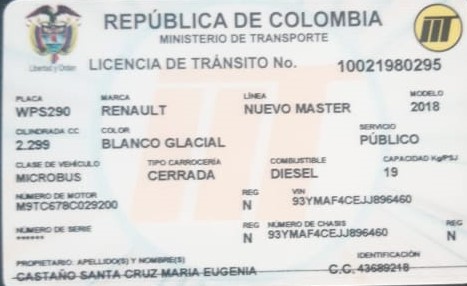 REPÚBLICA DE COLOMBIA
MINISTERIO DE TRANSPORTE
Libertad y Orden
LICENCIA DE TRÁNSITO No. 10021980295
PLACA MARCA LÍNEA MODELO
WPS290 RENAULT NUEVO MASTER 2018
CILINDRADA CC COLOR SERVICIO
2.299 BLANCO GLACIAL PÚBLICO
CLASE DE VEHÍCULO TIPO CARROCERÍA COMBUSTIBLE CAPACIDAD Kg/PSJ
MICROBUS CERRADA DIESEL 19
NÚMERO DE MOTOR REG VIN
M9TC678C029200 N 93YMAF4CEJJ896460
NÚMERO DE SERIE REG NÚMERO DE CHASIS REG
****** N 93YMAF4CEJJ896460 N
PROPIETARIO: APELLIDO(S) Y NOMBRE(S) IDENTIFICACIÓN
CASTAÑO SANTA CRUZ MARIA EUGENIA C.C. 43689218